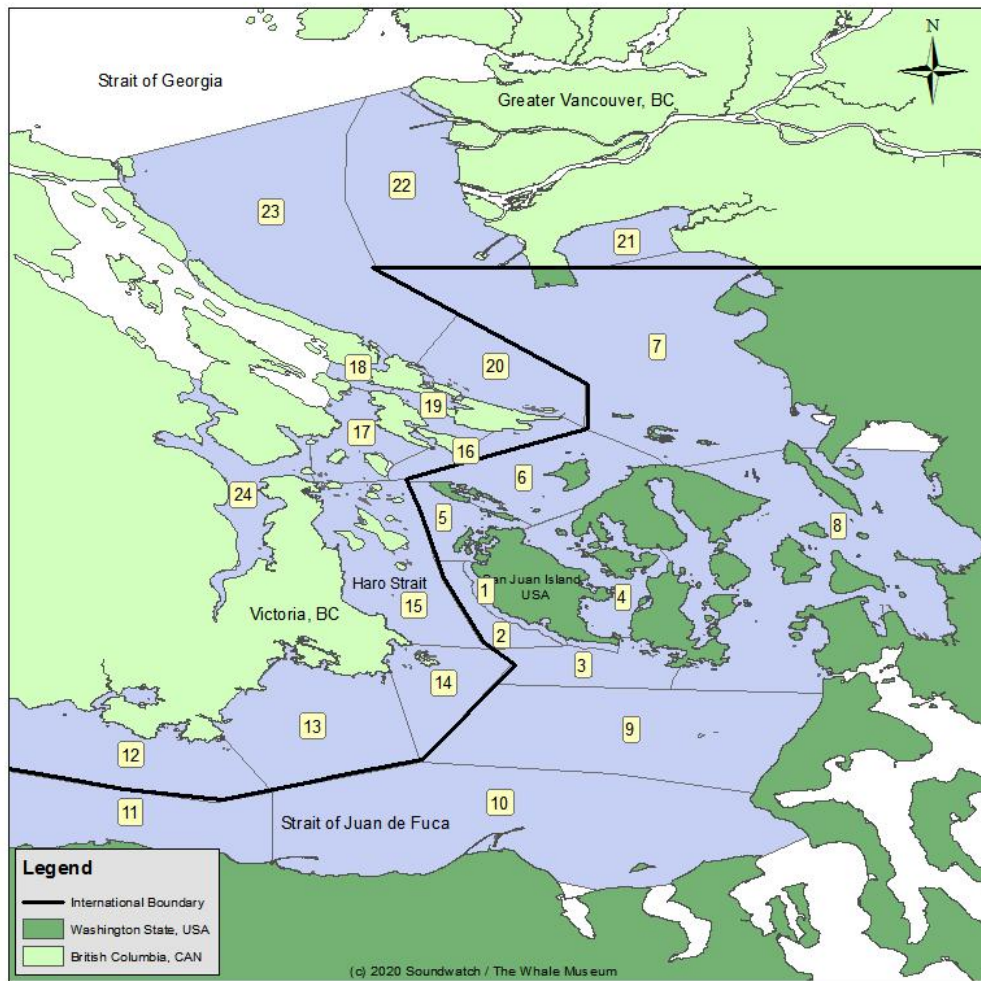 N
Strait of Georgia
Greater Vancouver, BC
22
23
21
7
20
18
19
17
16
6
24
5
8
Haro Strait
San Juan Island
USA
1
4
15
Victoria, BC
2
3
14
13
9
12
11
10
Strait of Juan de Fuca
Legend
International Boundary
Washington State, USA
British Columbia, CAN
(c) 2020 Soundwatch / The Whale Museum